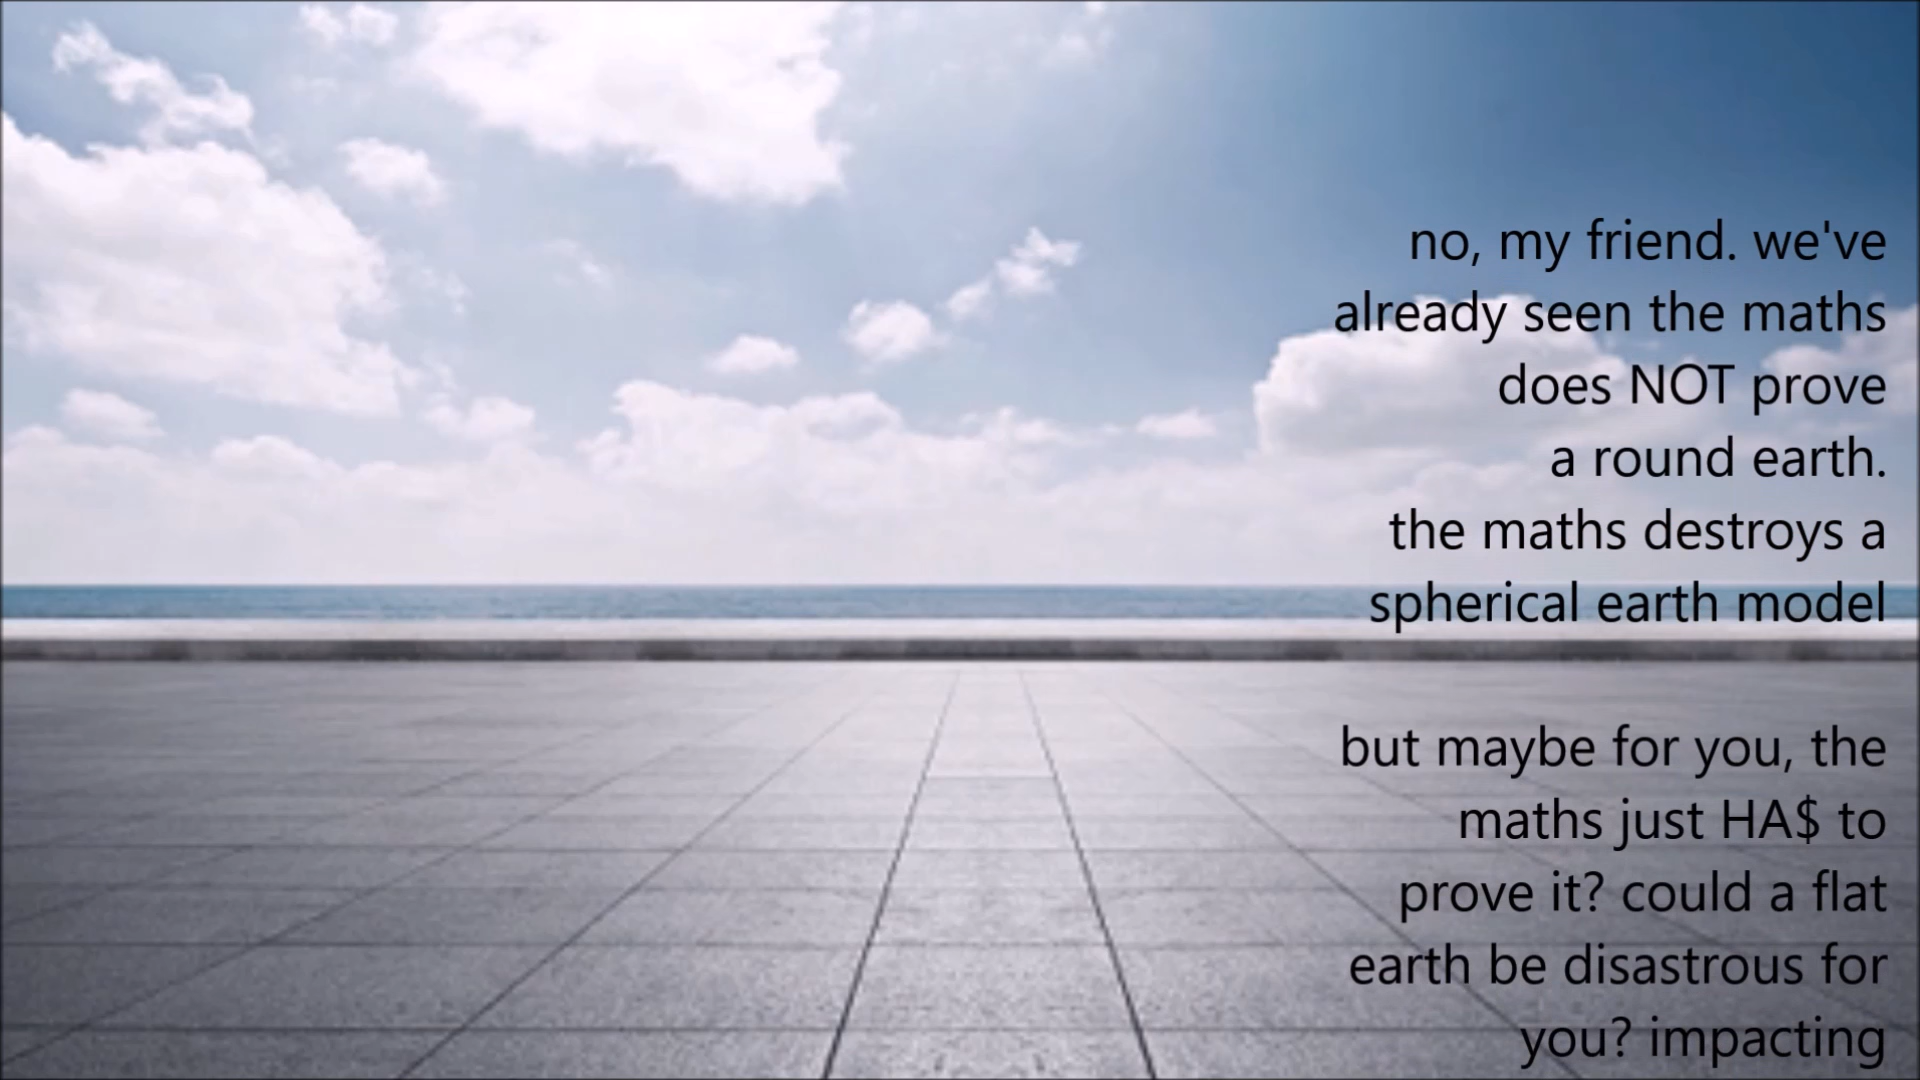 no, my friend. we've
already seen the maths
does NOT prove
a round earth.
the maths destroys a
spherical earth model
but maybe for you, the
maths just HA$ to
prove it? could a flat
earth be disastrous for
you? impacting